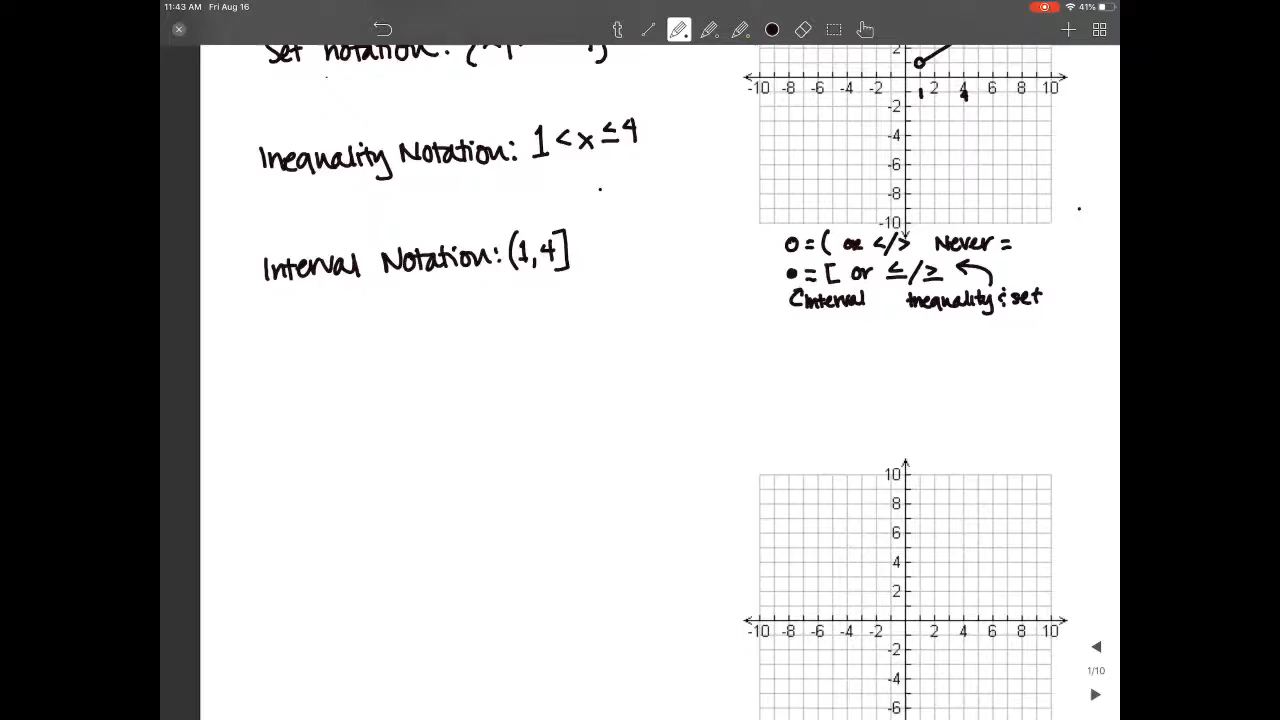 11:43 AM Fri Aug 16
41%
Set notation:
Inequality Notation: 1 < x ≤ 4
Interval Notation: (1, 4]
2
-10 -8 -6 -4 -2 2 4 6 8 10
1 4
-2
-4
-6
-8
-10
o = ( or </> Never =
• = [ or ≤/≥
Interval Inequality & set
10
8
6
4
2
-10 -8 -6 -4 -2 2 4 6 8 10
-2
-4
-6
1/10